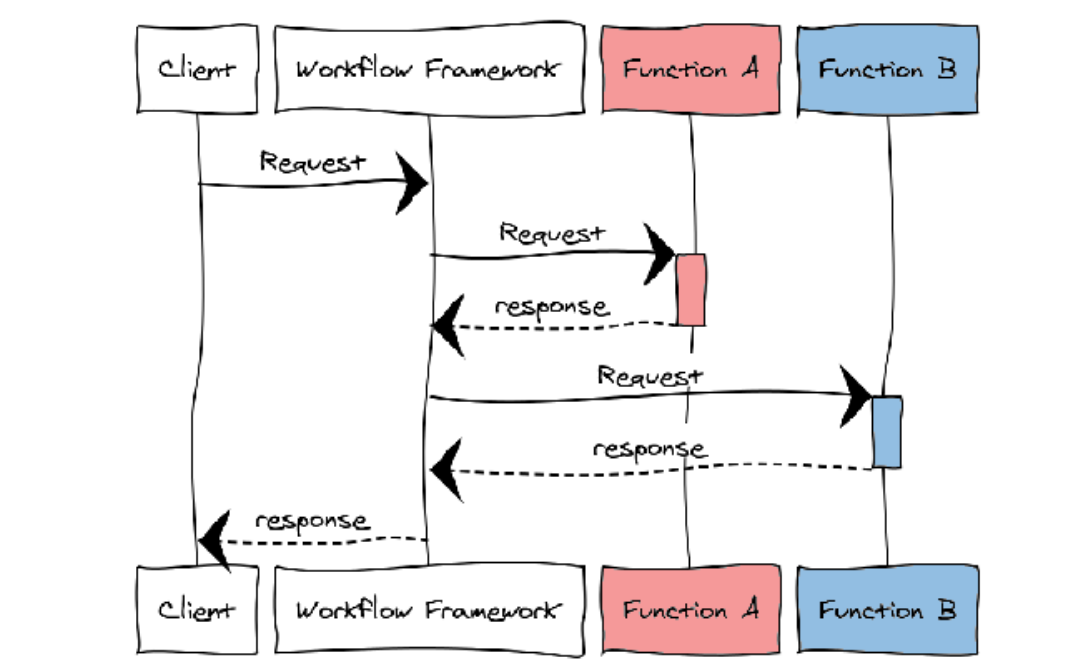 Client
Workflow Framework
Function A
Function B
Request
Request
response
Request
response
response
Client
Workflow Framework
Function A
Function B